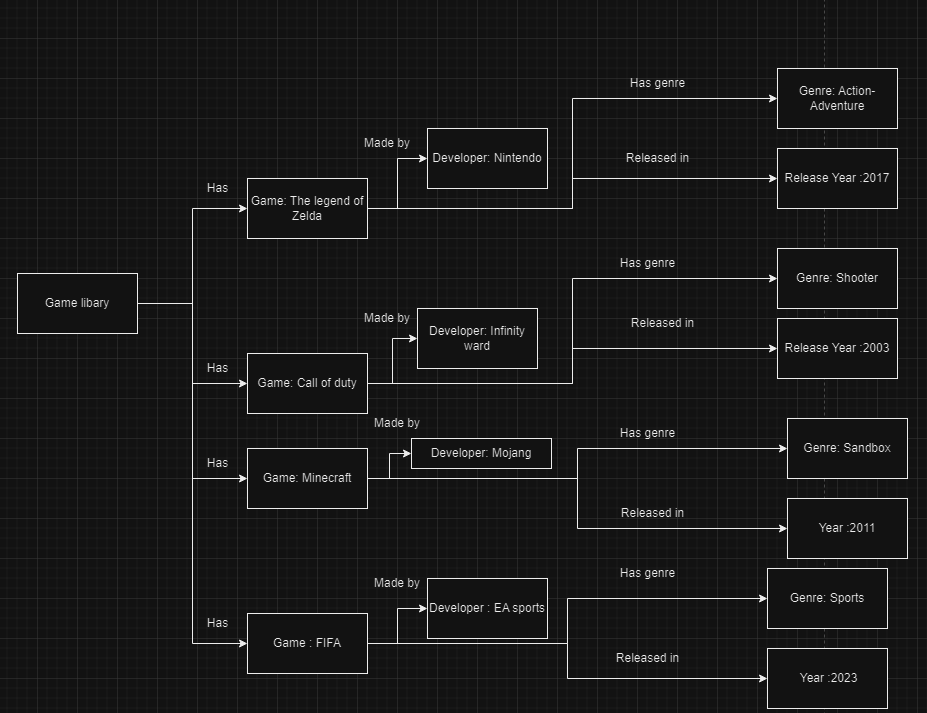 Has genre
Genre: Action-
Adventure
Made by
Developer: Nintendo
Released in
Release Year :2017
Has
Game: The legend of
Zelda
Has genre
Genre: Shooter
Game libary
Made by
Developer: Infinity
ward
Released in
Release Year :2003
Has
Game: Call of duty
Made by
Has genre
Genre: Sandbox
Developer: Mojang
Has
Game: Minecraft
Released in
Year :2011
Has genre
Made by
Genre: Sports
Developer : EA sports
Has
Game : FIFA
Released in
Year :2023